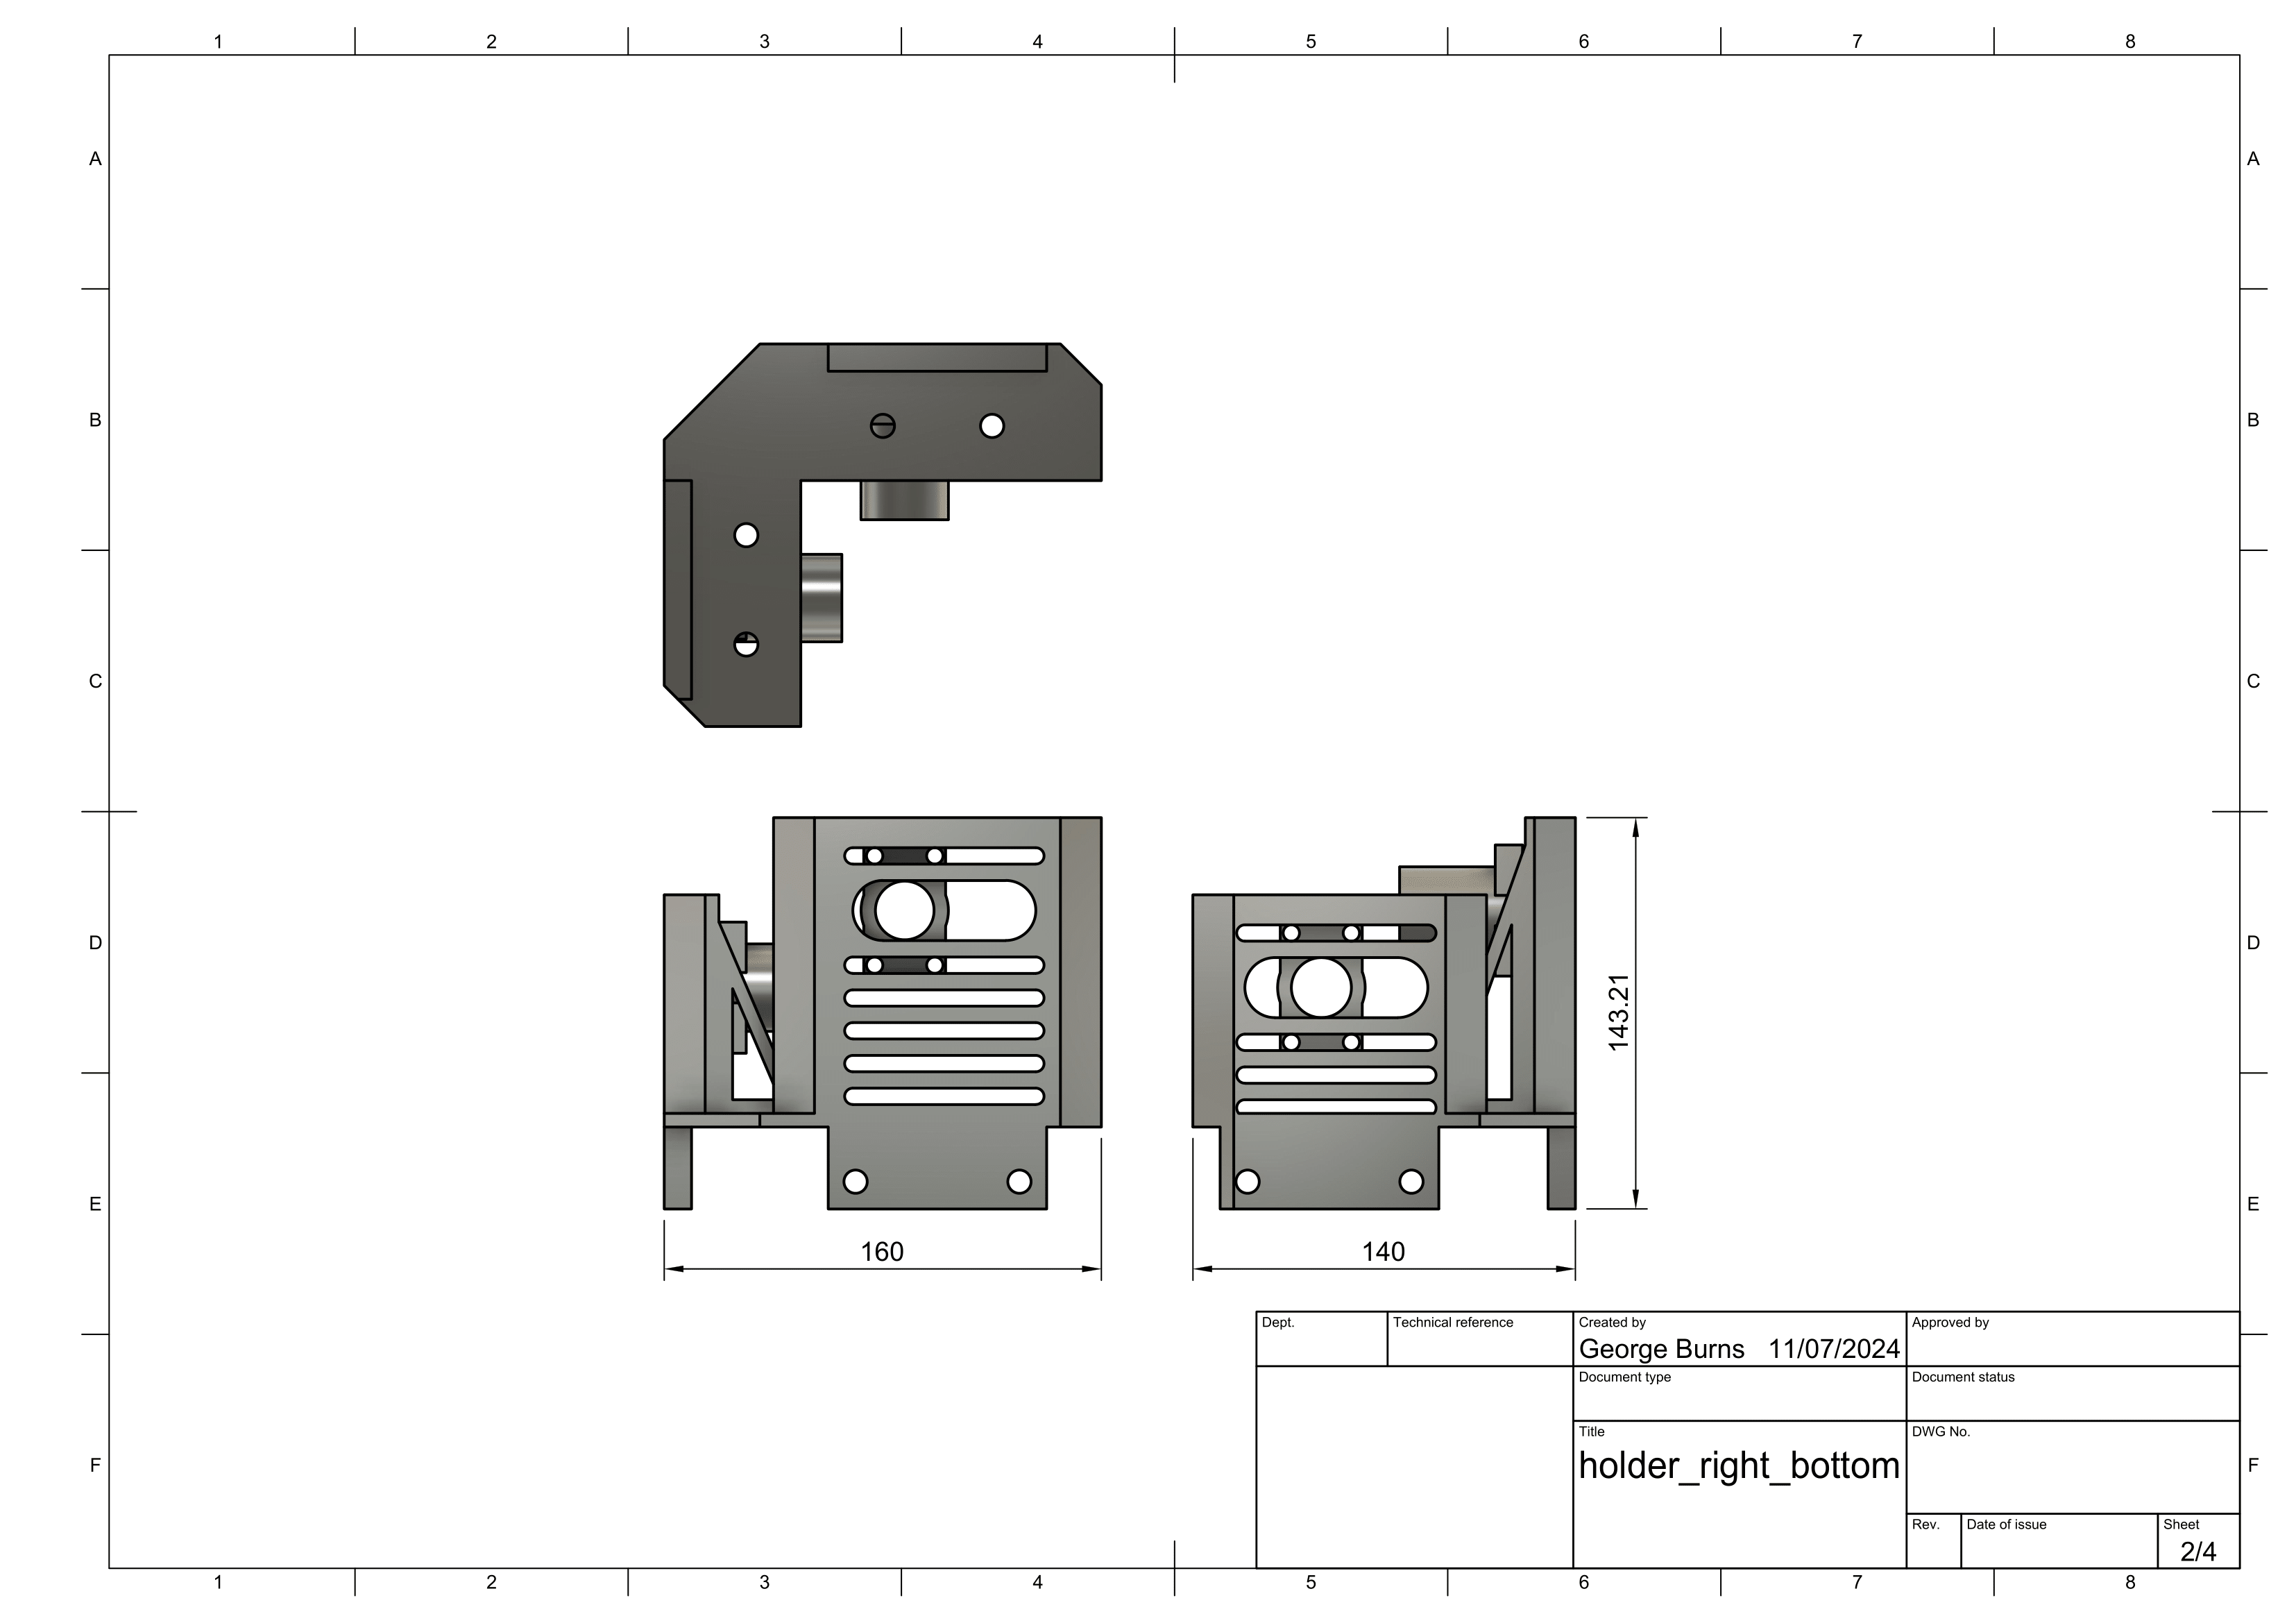 1 2 3 4 5 6 7 8
A A
B B
C C
D D
143.21
E E
160 140
Dept. Technical reference Created by Approved by
George Burns 11/07/2024
Document type Document status
Title DWG No.
holder_right_bottom
F F
Rev. Date of issue Sheet
2/4
1 2 3 4 5 6 7 8